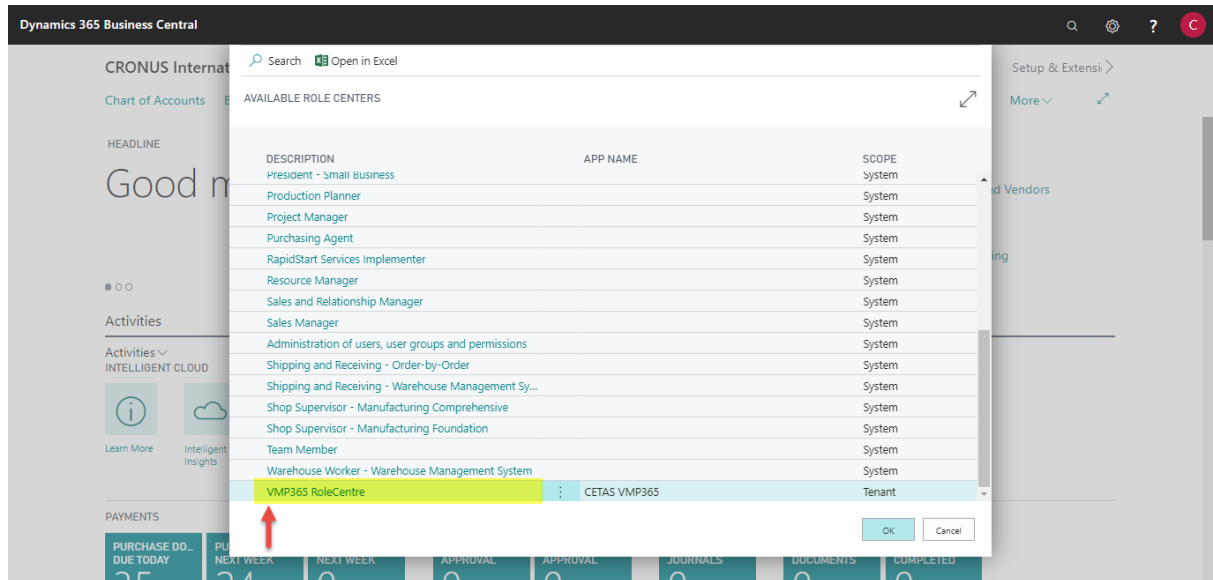 Dynamics 365 Business Central
?
C
CRONUS Internat
Setup & Extensi
Chart of Accounts
More
HEADLINE
Good m
Activities
Activities
INTELLIGENT CLOUD
Learn More
Intelligent
Insights
PAYMENTS
PURCHASE DO...
DUE TODAY
NEXT WEEK
NEXT WEEK
APPROVAL
APPROVAL
JOURNALS
DOCUMENTS
COMPLETED
Search
Open in Excel
AVAILABLE ROLE CENTERS
DESCRIPTION APP NAME SCOPE
President - Small Business System
Production Planner System
Project Manager System
Purchasing Agent System
RapidStart Services Implementer System
Resource Manager System
Sales and Relationship Manager System
Sales Manager System
Administration of users, user groups and permissions System
Shipping and Receiving - Order-by-Order System
Shipping and Receiving - Warehouse Management Sy... System
Shop Supervisor - Manufacturing Comprehensive System
Shop Supervisor - Manufacturing Foundation System
Team Member System
Warehouse Worker - Warehouse Management System System
VMP365 RoleCentre CETAS VMP365 Tenant
OK Cancel
d Vendors
ing